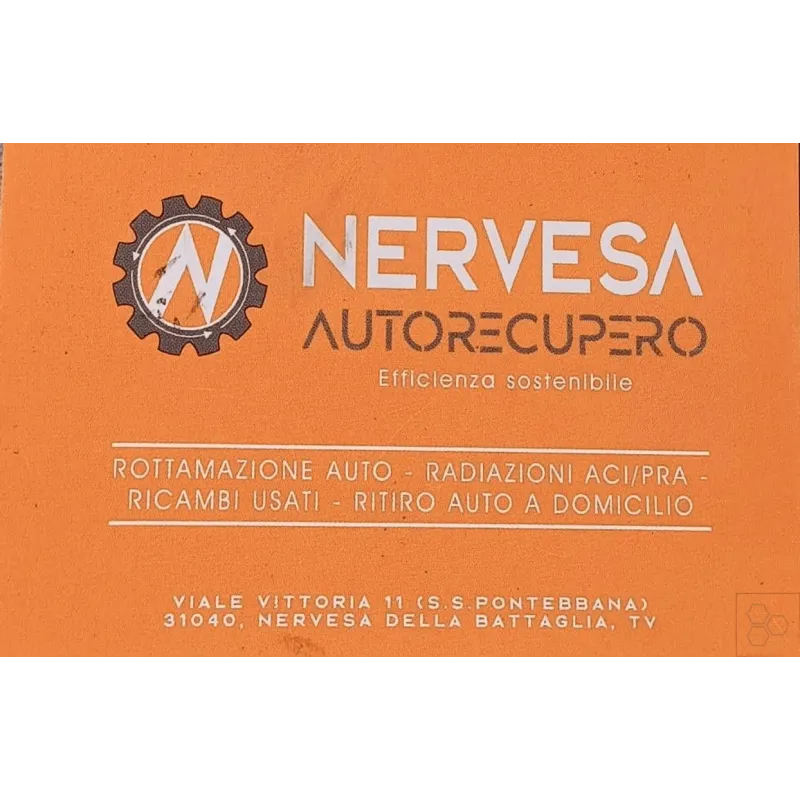 N
NERVESA
AUTORECUPERO
Efficienza sostenibile
ROTTAMAZIONE AUTO - RADIAZIONI ACI/PRA -
RICAMBI USATI - RITIRO AUTO A DOMICILIO
VIALE VITTORIA 11 (S.S.PONTEBBANA)
31040, NERVESA DELLA BATTAGLIA, TV